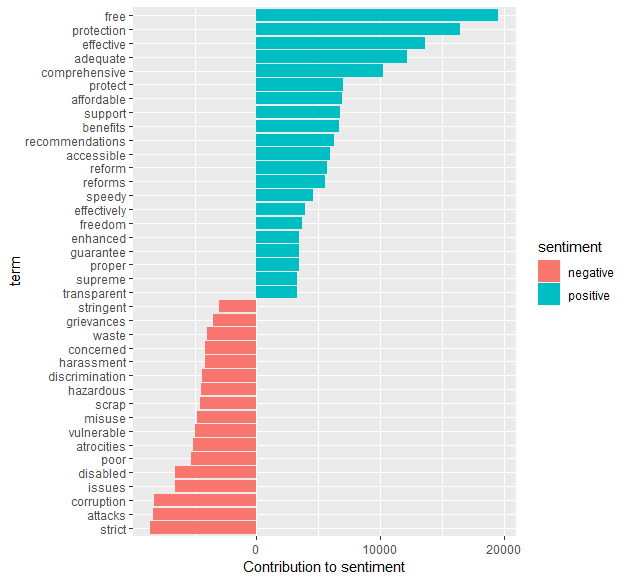 free
protection
effective
adequate
comprehensive
protect
affordable
support
benefits
recommendations
accessible
reform
reforms
speedy
effectively
freedom
enhanced
guarantee
proper
supreme
transparent
stringent
grievances
waste
concerned
harassment
discrimination
hazardous
scrap
misuse
vulnerable
atrocities
poor
disabled
issues
corruption
attacks
strict
term
0 10000 20000
Contribution to sentiment
sentiment
negative
positive